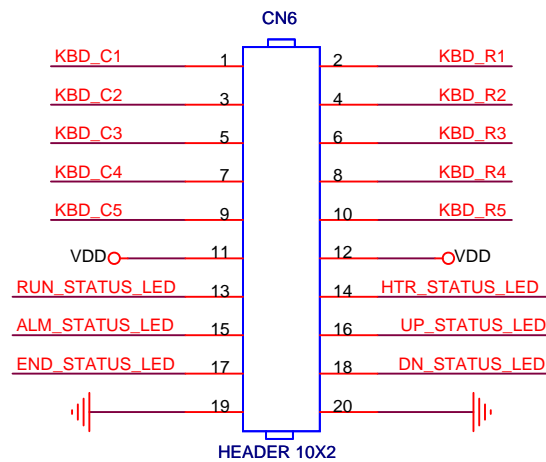 CN6
KBD_C1 1 2 KBD_R1
KBD_C2 3 4 KBD_R2
KBD_C3 5 6 KBD_R3
KBD_C4 7 8 KBD_R4
KBD_C5 9 10 KBD_R5
VDD 11 12 VDD
RUN_STATUS_LED 13 14 HTR_STATUS_LED
ALM_STATUS_LED 15 16 UP_STATUS_LED
END_STATUS_LED 17 18 DN_STATUS_LED
19 20
HEADER 10X2